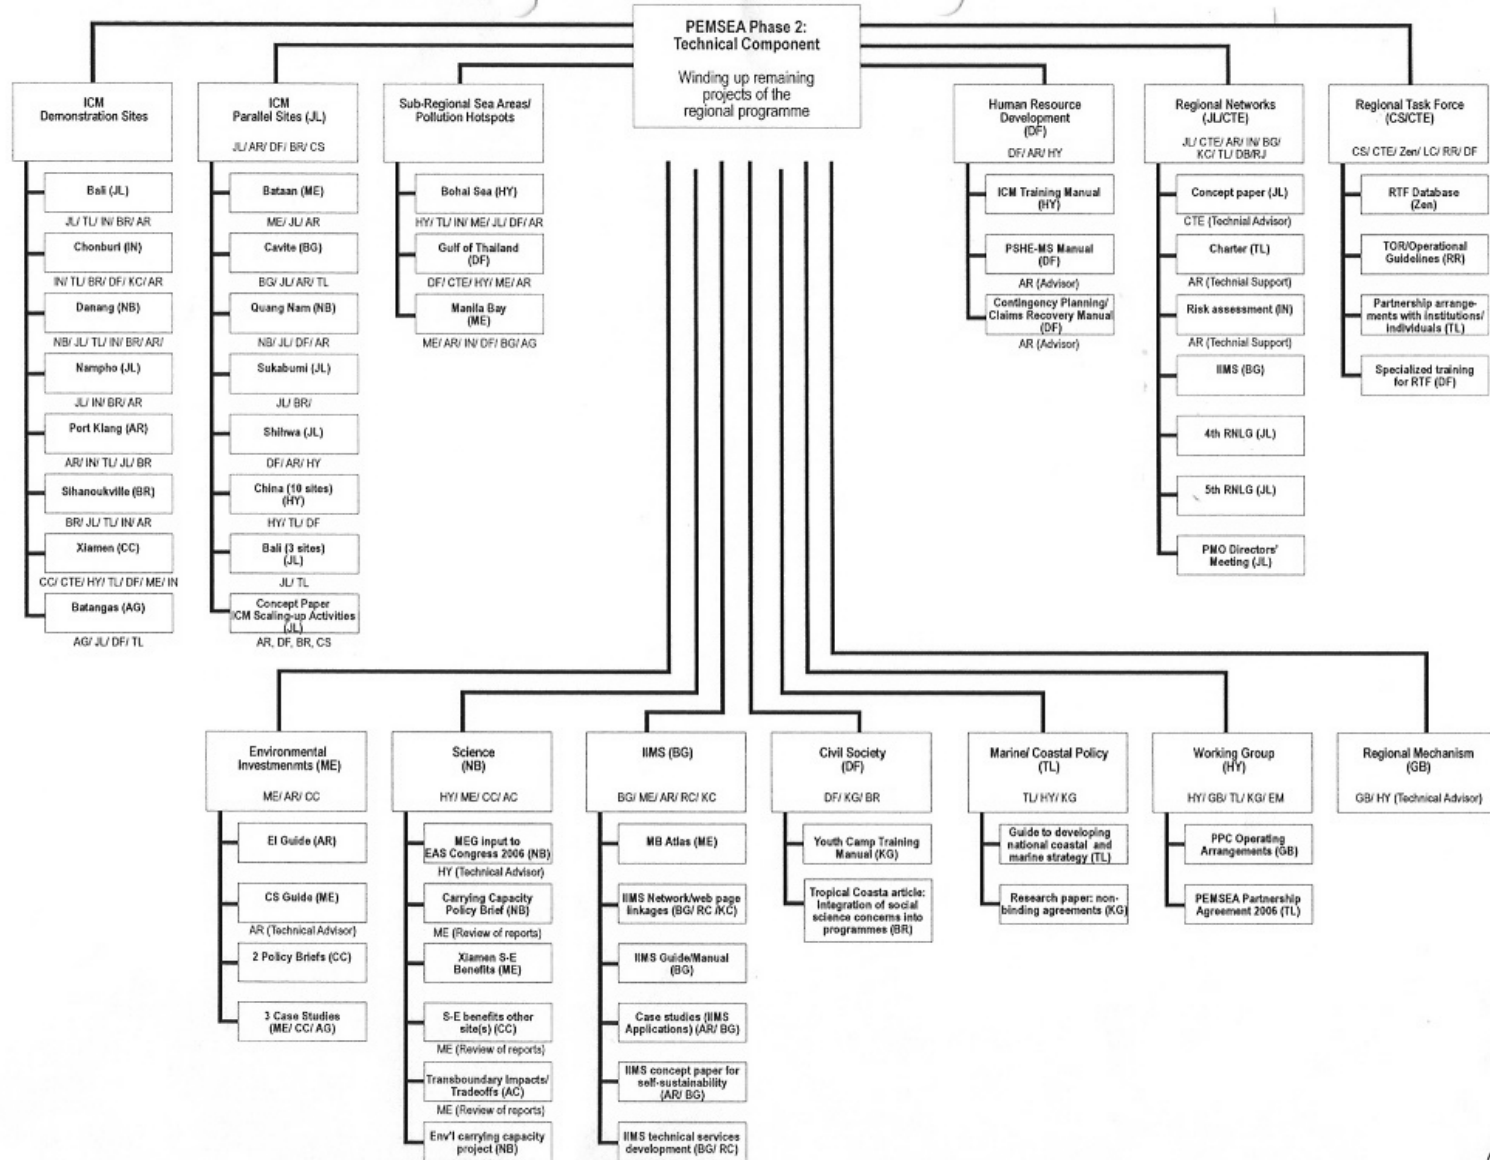 PEMSEA Phase 2:
Technical Component
Winding up remaining
projects of the
regional programme
ICM
Demonstration Sites
Bali (JL)
JL/ TL/ IN/ BR/ AR
Chonburi (IN)
IN/ TL/ BR/ DF/ KC/ AR
Danang (NB)
NB/ JL/ TL/ IN/ BR/ AR/
Nampho (JL)
JL/ IN/ BR/ AR
Port Klang (AR)
AR/ IN/ TL/ JL/ BR
Sihanoukville (BR)
BR/ JL/ TL/ IN/ AR
Xiamen (CC)
CC/ CTE/ HY/ TL/ DF/ ME/ IN
Batangas (AG)
AG/ JL/ DF/ TL
ICM
Parallel Sites (JL)
JL/ AR/ DF/ BR/ CS
Bataan (ME)
ME/ JL/ AR
Cavite (BG)
BG/ JL/ AR/ TL
Quang Nam (NB)
NB/ JL/ DF/ AR
Sukabumi (JL)
JL/ BR/
Shihwa (JL)
DF/ AR/ HY
China (10 sites)
(HY)
HY/ TL/ DF
Bali (3 sites)
(JL)
JL/ TL
Concept Paper
ICM Scaling-up Activities
(JL)
AR, DF, BR, CS
Sub-Regional Sea Areas/
Pollution Hotspots
Bohai Sea (HY)
HY/ TL/ IN/ ME/ JL/ DF/ AR
Gulf of Thailand
(DF)
DF/ CTE/ HY/ ME/ AR
Manila Bay
(ME)
ME/ AR/ IN/ DF/ BG/ AG
Human Resource
Development
(DF)
DF/ AR/ HY
ICM Training Manual
(HY)
PSHE-MS Manual
(DF)
AR (Advisor)
Contingency Planning/
Claims Recovery Manual
(DF)
AR (Advisor)
Regional Networks
(JL/CTE)
JL/ CTE/ AR/ IN/ BG/
KC/ TL/ DB/RJ
Concept paper (JL)
CTE (Technial Advisor)
Charter (TL)
AR (Technial Support)
Risk assessment (IN)
AR (Technial Support)
IIMS (BG)
4th RNLG (JL)
5th RNLG (JL)
PMO Directors'
Meeting (JL)
Regional Task Force
(CS/CTE)
CS/ CTE/ Zen/ LC/ RR/ DF
RTF Database
(Zen)
TOR/Operational
Guidelines (RR)
Partnership arrange-
ments with institutions/
individuals (TL)
Specialized training
for RTF (DF)
Environmental
Investmenmts (ME)
ME/ AR/ CC
EI Guide (AR)
CS Guide (ME)
AR (Technical Advisor)
2 Policy Briefs (CC)
3 Case Studies
(ME/ CC/ AG)
Science
(NB)
HY/ ME/ CC/ AC
MEG input to
EAS Congress 2006 (NB)
HY (Technical Advisor)
Carrying Capacity
Policy Brief (NB)
ME (Review of reports)
Xiamen S-E
Benefits (ME)
S-E benefits other
site(s) (CC)
ME (Review of reports)
Transboundary Impacts/
Tradeoffs (AC)
ME (Review of reports)
Env'l carrying capacity
project (NB)
IIMS (BG)
BG/ ME/ AR/ RC/ KC
MB Atlas (ME)
IIMS Network/web page
linkages (BG/ RC /KC)
IIMS Guide/Manual
(BG)
Case studies (IIMS
Applications) (AR/ BG)
IIMS concept paper for
self-sustainability
(AR/ BG)
IIMS technical services
development (BG/ RC)
Civil Society
(DF)
DF/ KG/ BR
Youth Camp Training
Manual (KG)
Tropical Coasta article:
Integration of social
science concerns into
programmes (BR)
Marine/ Coastal Policy
(TL)
TL/ HY/ KG
Guide to developing
national coastal and
marine strategy (TL)
Research paper: non-
binding agreements (KG)
Working Group
(HY)
HY/ GB/ TL/ KG/ EM
PPC Operating
Arrangements (GB)
PEMSEA Partnership
Agreement 2006 (TL)
Regional Mechanism
(GB)
GB/ HY (Technical Advisor)